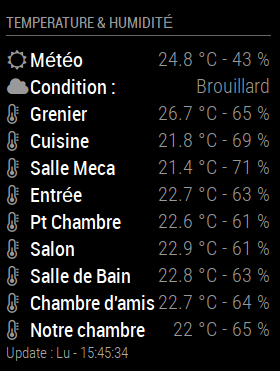 TEMPERATURE & HUMIDITÉ
Météo 24.8 °C - 43 %
Condition : Brouillard
Grenier 26.7 °C - 65 %
Cuisine 21.8 °C - 69 %
Salle Meca 21.4 °C - 71 %
Entrée 22.7 °C - 63 %
Pt Chambre 22.6 °C - 61 %
Salon 22.9 °C - 61 %
Salle de Bain 22.8 °C - 63 %
Chambre d'amis 22.7 °C - 64 %
Notre chambre 22 °C - 65 %
Update : Lu - 15:45:34